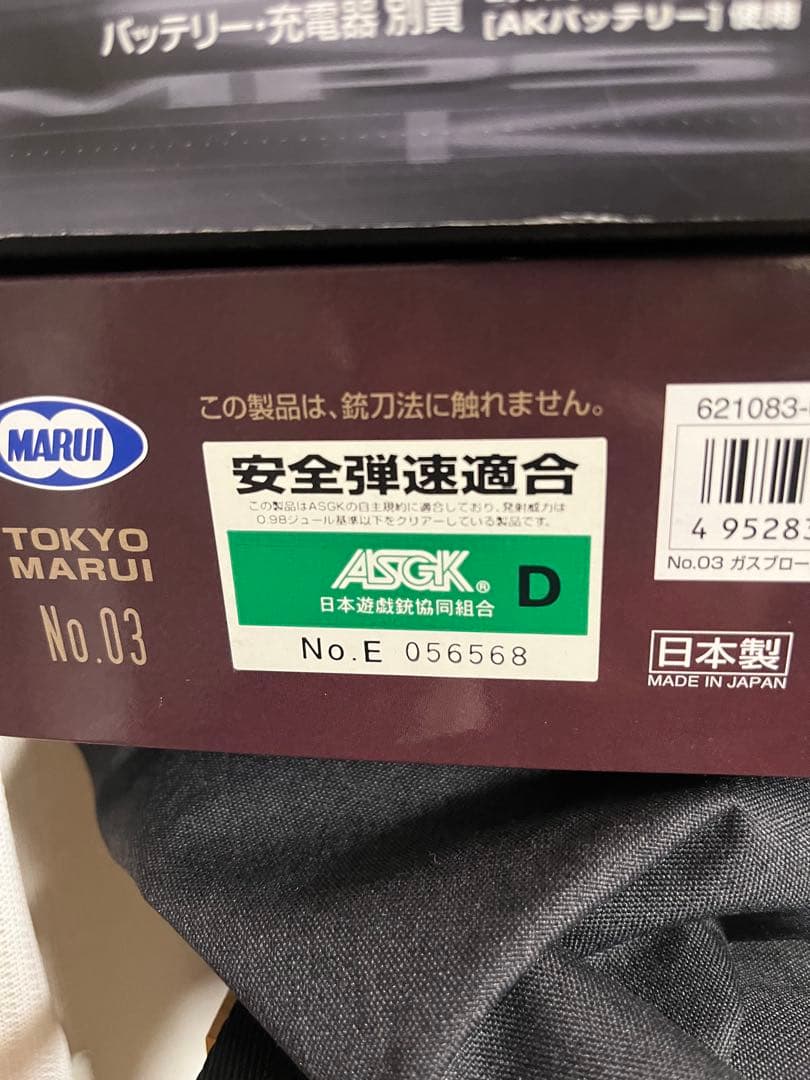 バッテリー・充電器 別買
[AKバッテリー] 使用
この製品は、銃刀法に触れません。
MARUI
TOKYO
MARUI
No.03
安全弾速適合
この製品はASGKの自主規約に適合しており、発射威力は
0.98ジュール基準以下をクリアーしている製品です。
ASGK® D
日本遊戯銃協同組合
No.E 056568
621083-
4 95283
No.03 ガスブロー
日本製
MADE IN JAPAN